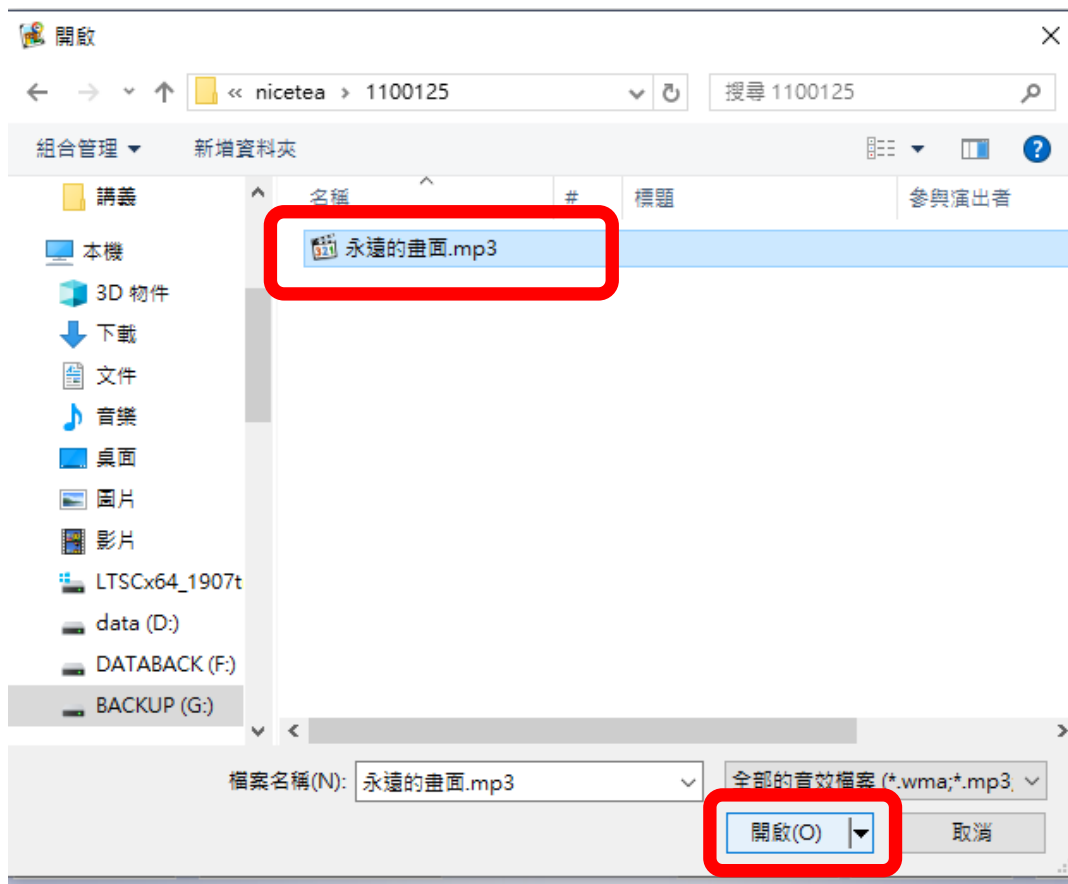 開啟
« nicetea › 1100125
搜尋 1100125
組合管理 新增資料夾
講義
本機
3D 物件
下載
文件
音樂
桌面
圖片
影片
LTSCx64_1907t
data (D:)
DATABACK (F:)
BACKUP (G:)
名稱 # 標題 參與演出者
永遠的畫面.mp3
檔案名稱(N): 永遠的畫面.mp3 全部的音效檔案 (*.wma;*.mp3;
開啟(O) 取消